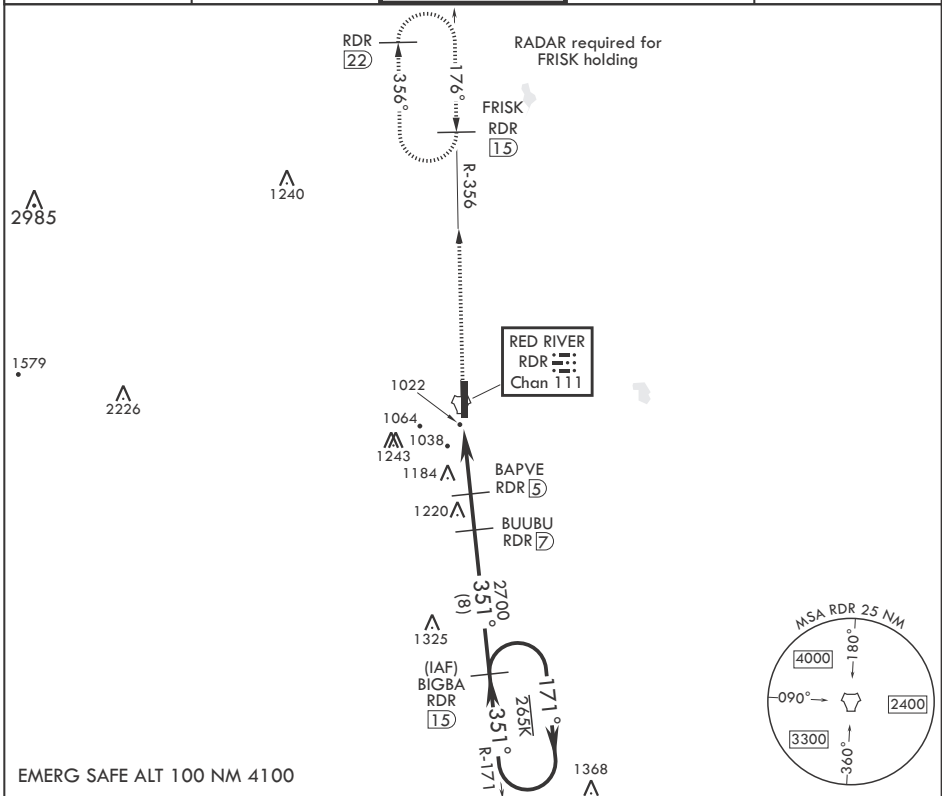 RDR
22
RADAR required for
FRISK holding
356°
176°
FRISK
RDR
15
R-356
1240
2985
RED RIVER
RDR
Chan 111
1579
2226
1022
1064
1038
1243
1184
BAPVE
RDR 5
1220
BUUBU
RDR 7
351°
2700
(8)
1325
(IAF)
BIGBA
RDR
15
351°
265K
171°
R-171
1368
MSA RDR 25 NM
4000
180°
090°
2400
3300
360°
EMERG SAFE ALT 100 NM 4100